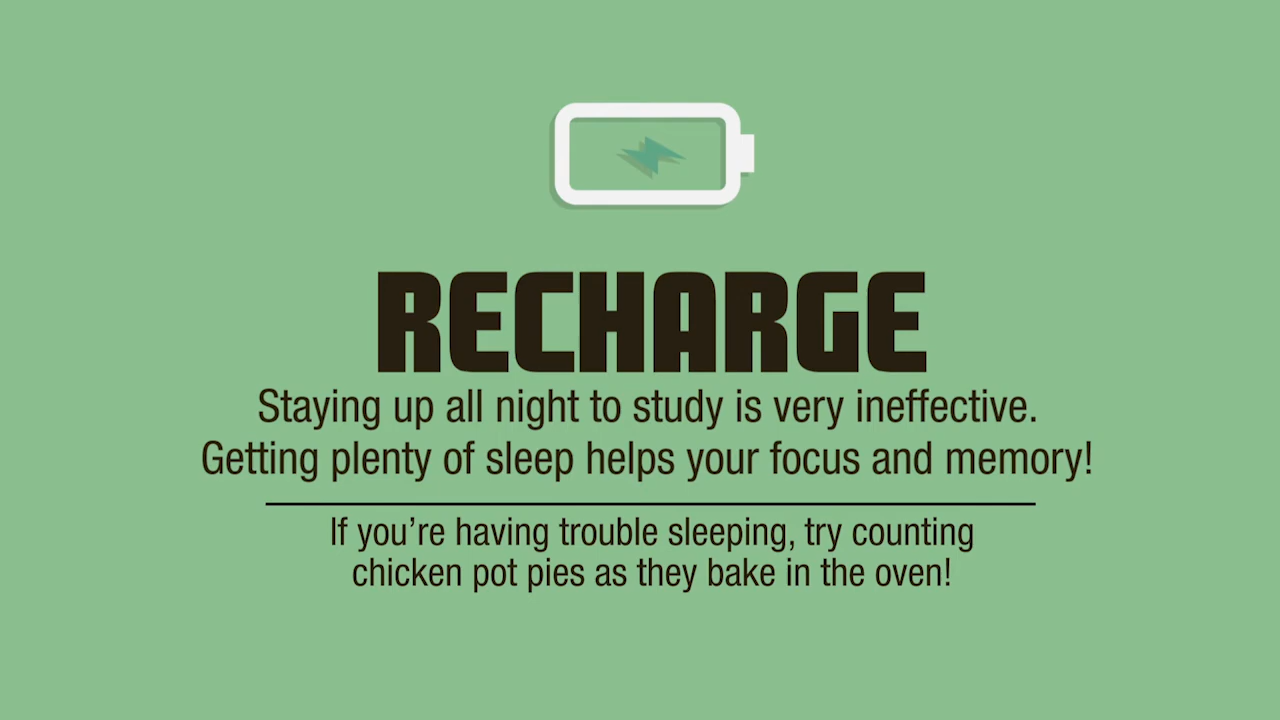 RECHARGE
Staying up all night to study is very ineffective.
Getting plenty of sleep helps your focus and memory!
If you’re having trouble sleeping, try counting
chicken pot pies as they bake in the oven!